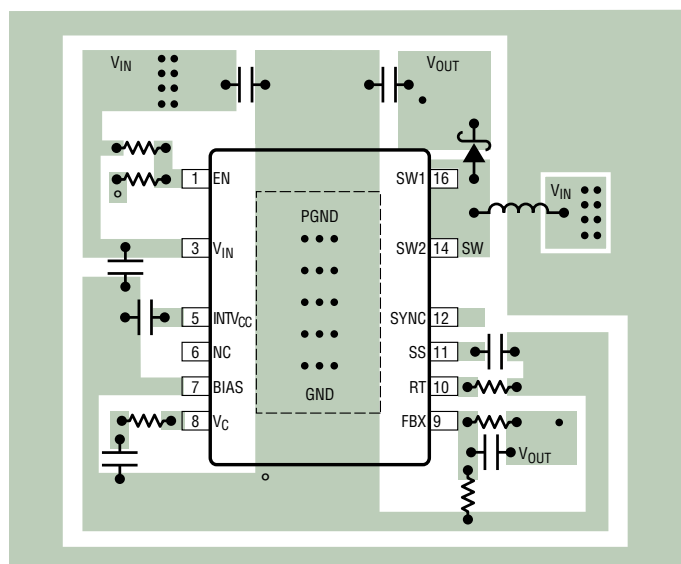 VIN
VOUT
1 EN
SW1 16
PGND
VIN
3 VIN
SW2 14 SW
5 INTVCC
SYNC 12
6 NC
SS 11
7 BIAS
RT 10
GND
8 VC
FBX 9
VOUT